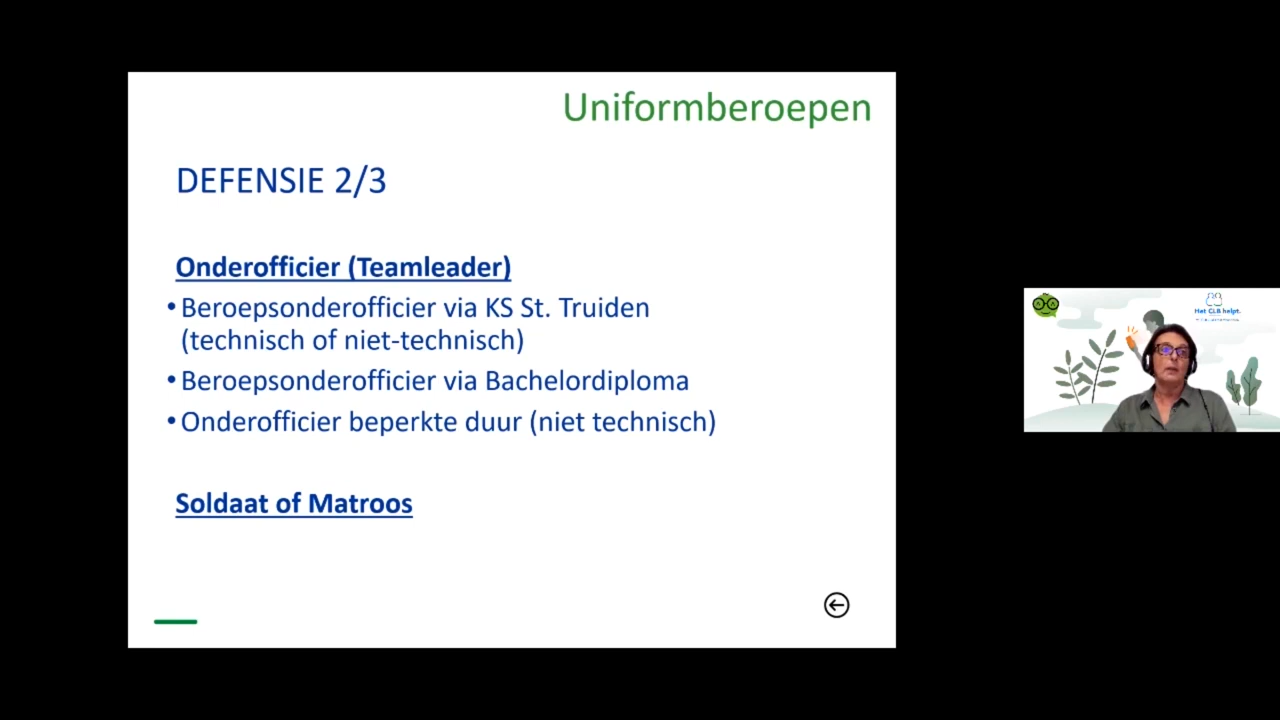 Uniformberoepen
DEFENSIE 2/3
Onderofficier (Teamleader)
•Beroepsonderofficier via KS St. Truiden
(technisch of niet-technisch)
•Beroepsonderofficier via Bachelordiploma
•Onderofficier beperkte duur (niet technisch)
Soldaat of Matroos
Het CLB helpt.